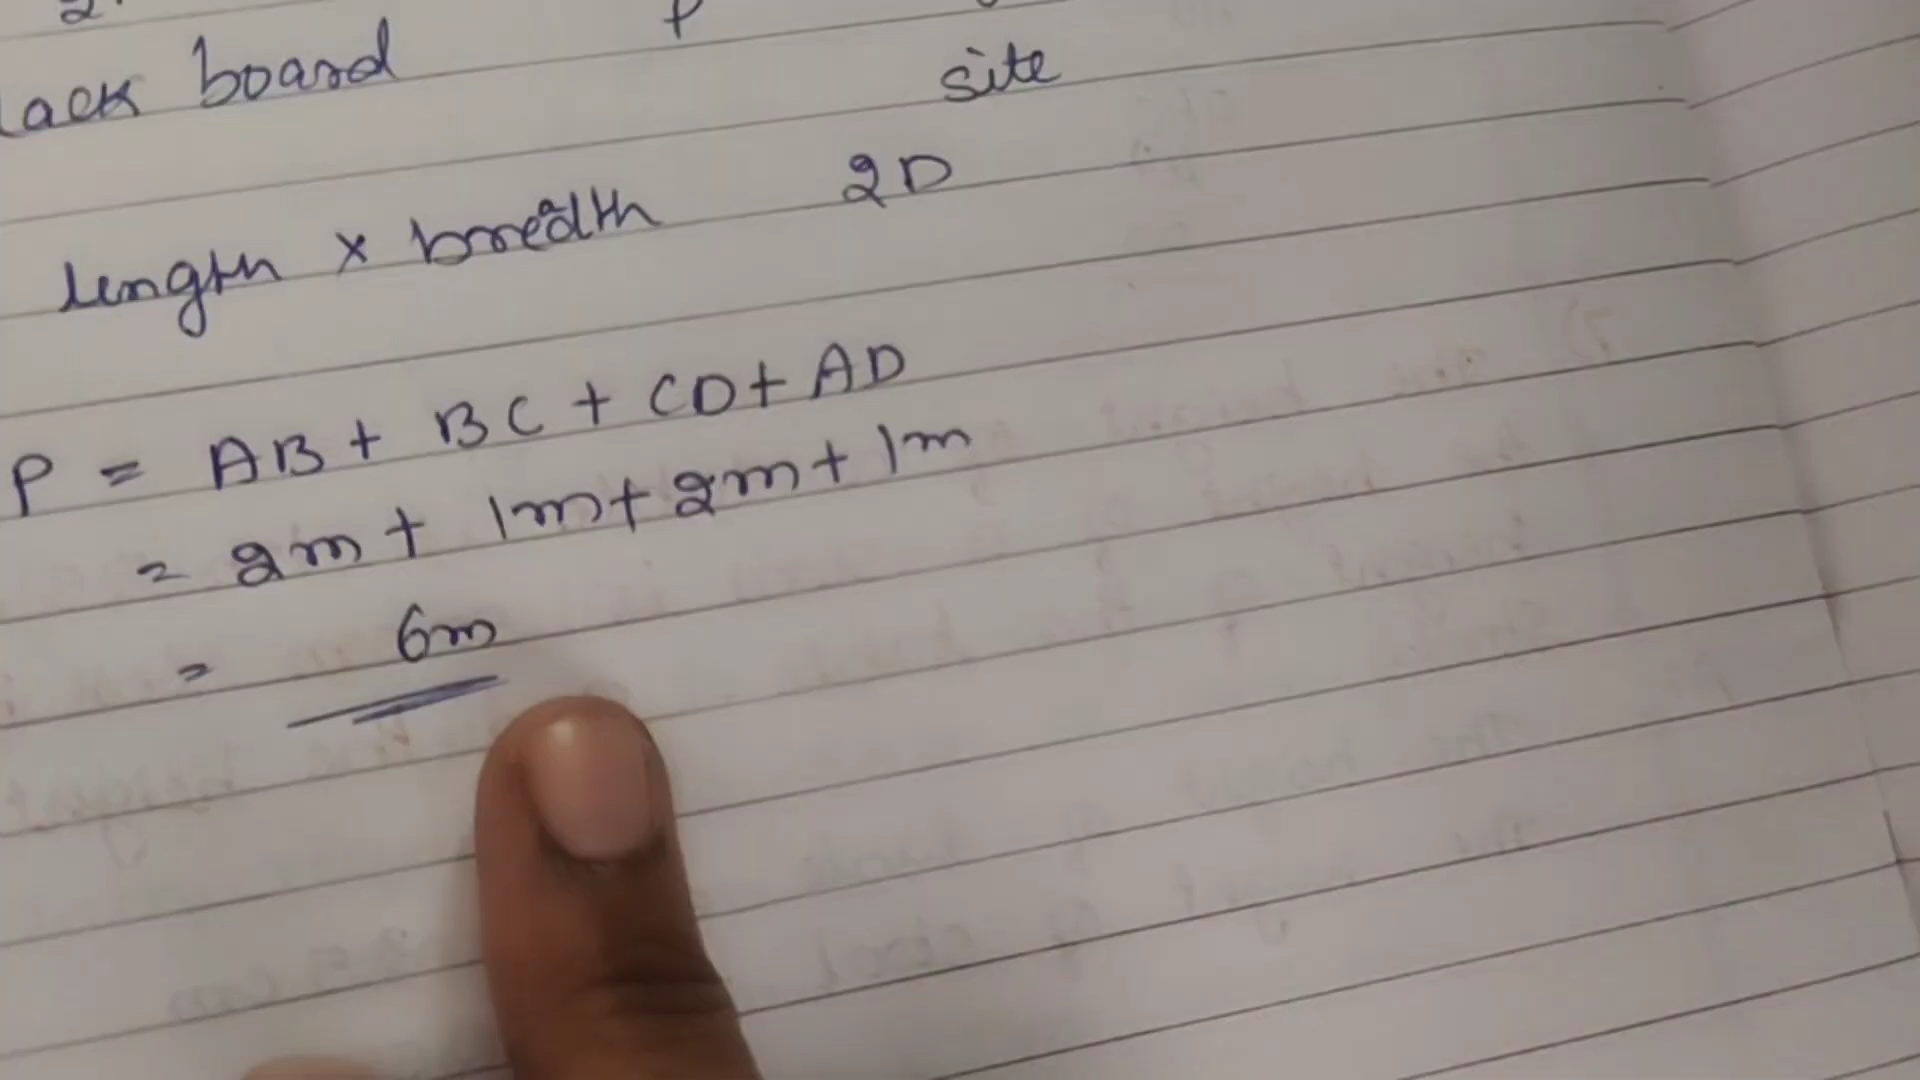 board
site
length × breadth 2D
P = AB + BC + CD + AD
= 2m + 1m + 2m + 1m
= 6m